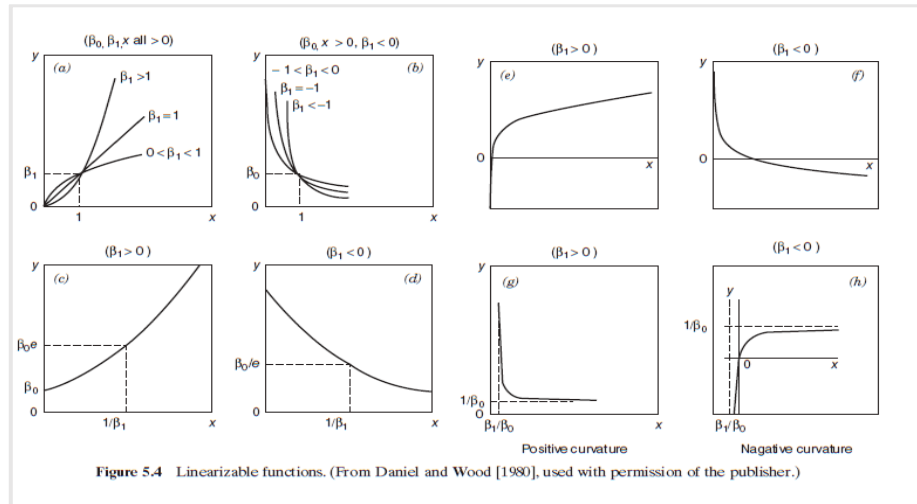 (β₀, β₁, x all > 0)
y
(a)
β₁ > 1
β₁ = 1
0 < β₁ < 1
β₁
0
1
x
(β₀, x > 0, β₁ < 0)
y
(b)
− 1 < β₁ < 0
β₁ = −1
β₁ < −1
β₀
0
1
x
(β₁ > 0 )
y
(e)
0
x
(β₁ < 0 )
y
(f)
0
x
(β₁ > 0 )
y
(c)
β₀e
β₀
0
1/β₁
x
(β₁ < 0 )
y
(d)
β₀/e
0
1/β₁
x
(β₁ > 0 )
y
(g)
1/β₀
0
β₁/β₀
x
Positive curvature
(β₁ < 0 )
y
(h)
1/β₀
0
x
β₁/β₀
Nagative curvature
Figure 5.4 Linearizable functions. (From Daniel and Wood [1980], used with permission of the publisher.)